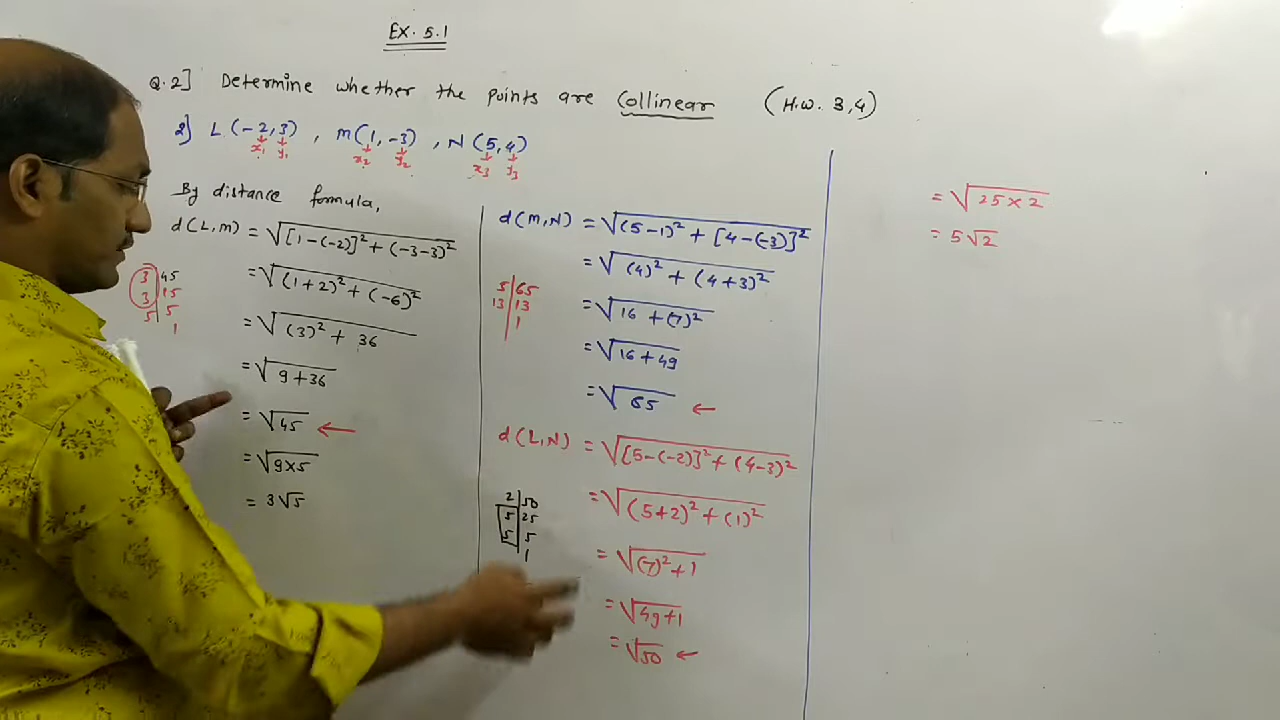 Ex. 5.1
Q.2] Determine whether the points are Collinear (H.W. 3,4)
2] L (-2, 3) , M(1, -3) , N (5, 4)
x₁ y₁ x₂ y₂ x₃ y₃
By distance formula,
d(L,M) = √[1-(-2)]² + (-3-3)²
= √(1+2)² + (-6)²
= √(3)² + 36
= √9+36
= √45 ←
= √9×5
= 3√5
3 | 45
3 | 15
5 | 5
1
d(M,N) = √(5-1)² + [4-(-3)]²
= √(4)² + (4+3)²
= √16 + (7)²
= √16+49
= √65 ←
5 | 65
13 | 13
1
d(L,N) = √[5-(-2)]² + (4-3)²
= √(5+2)² + (1)²
= √(7)² + 1
= √49+1
= √50 ←
2 | 50
5 | 25
5 | 5
1
= √25×2
= 5√2